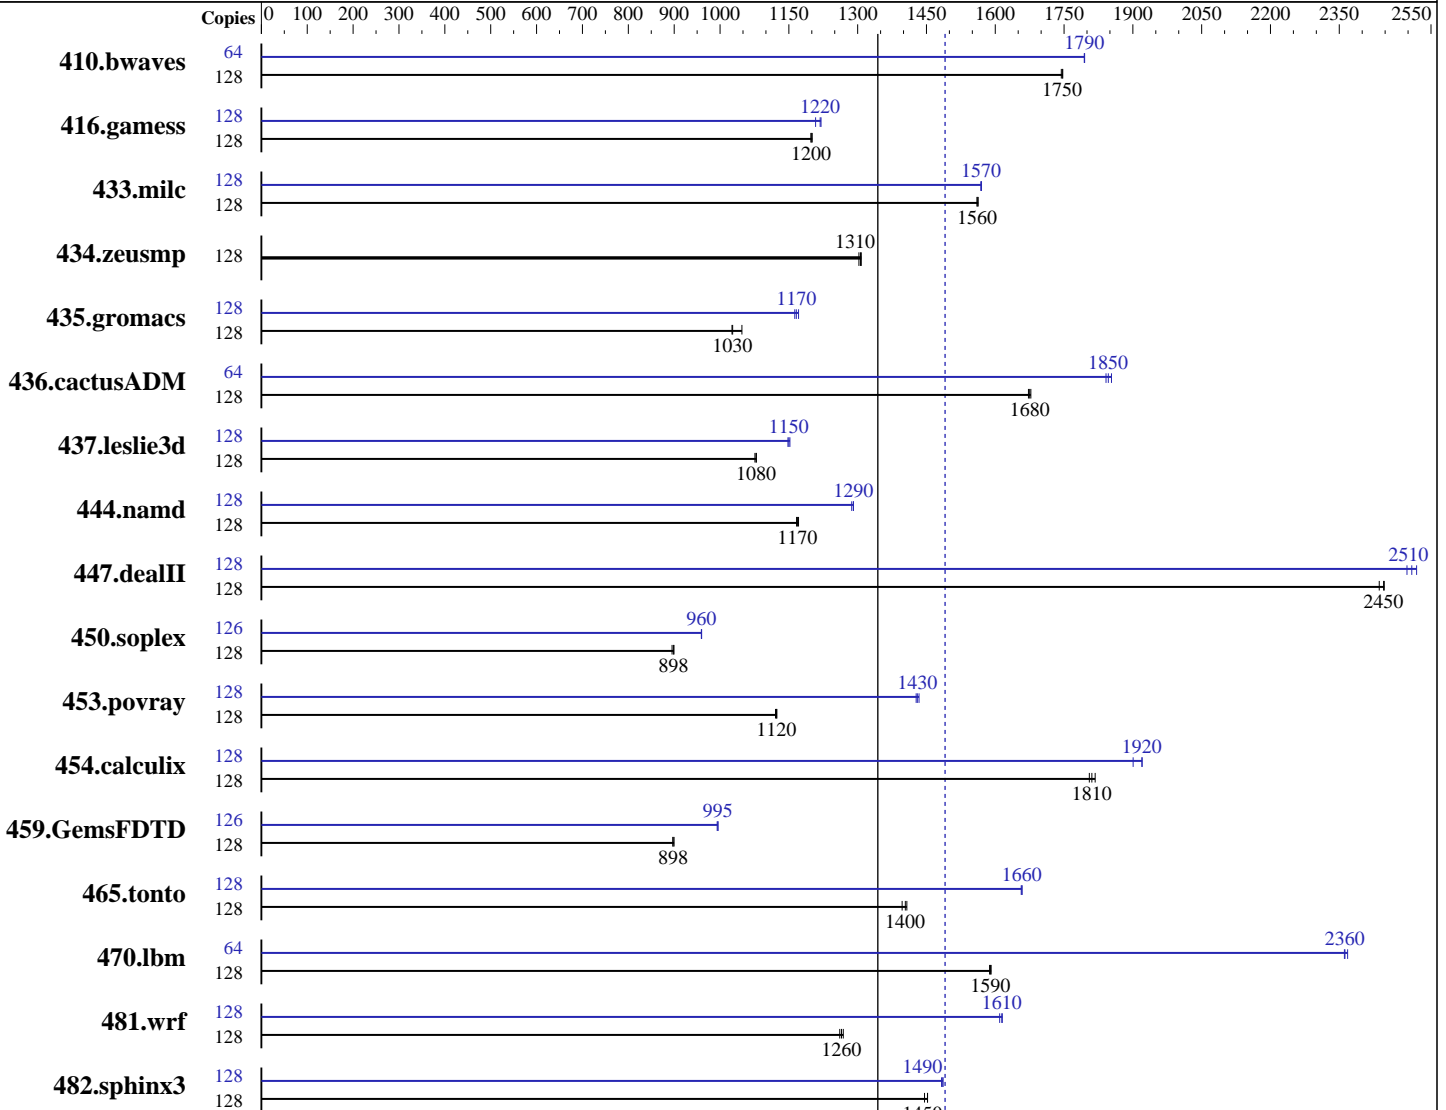 Copies 0 100 200 300 400 500 600 700 800 900 1000 1150 1300 1450 1600 1750 1900 2050 2200 2350 2550
410.bwaves 64 1790
128 1750
416.gamess 128 1220
128 1200
433.milc 128 1570
128 1560
434.zeusmp 128 1310
435.gromacs 128 1170
128 1030
436.cactusADM 64 1850
128 1680
437.leslie3d 128 1150
128 1080
444.namd 128 1290
128 1170
447.dealII 128 2510
128 2450
450.soplex 126 960
128 898
453.povray 128 1430
128 1120
454.calculix 128 1920
128 1810
459.GemsFDTD 126 995
128 898
465.tonto 128 1660
128 1400
470.lbm 64 2360
128 1590
481.wrf 128 1610
128 1260
482.sphinx3 128 1490
128